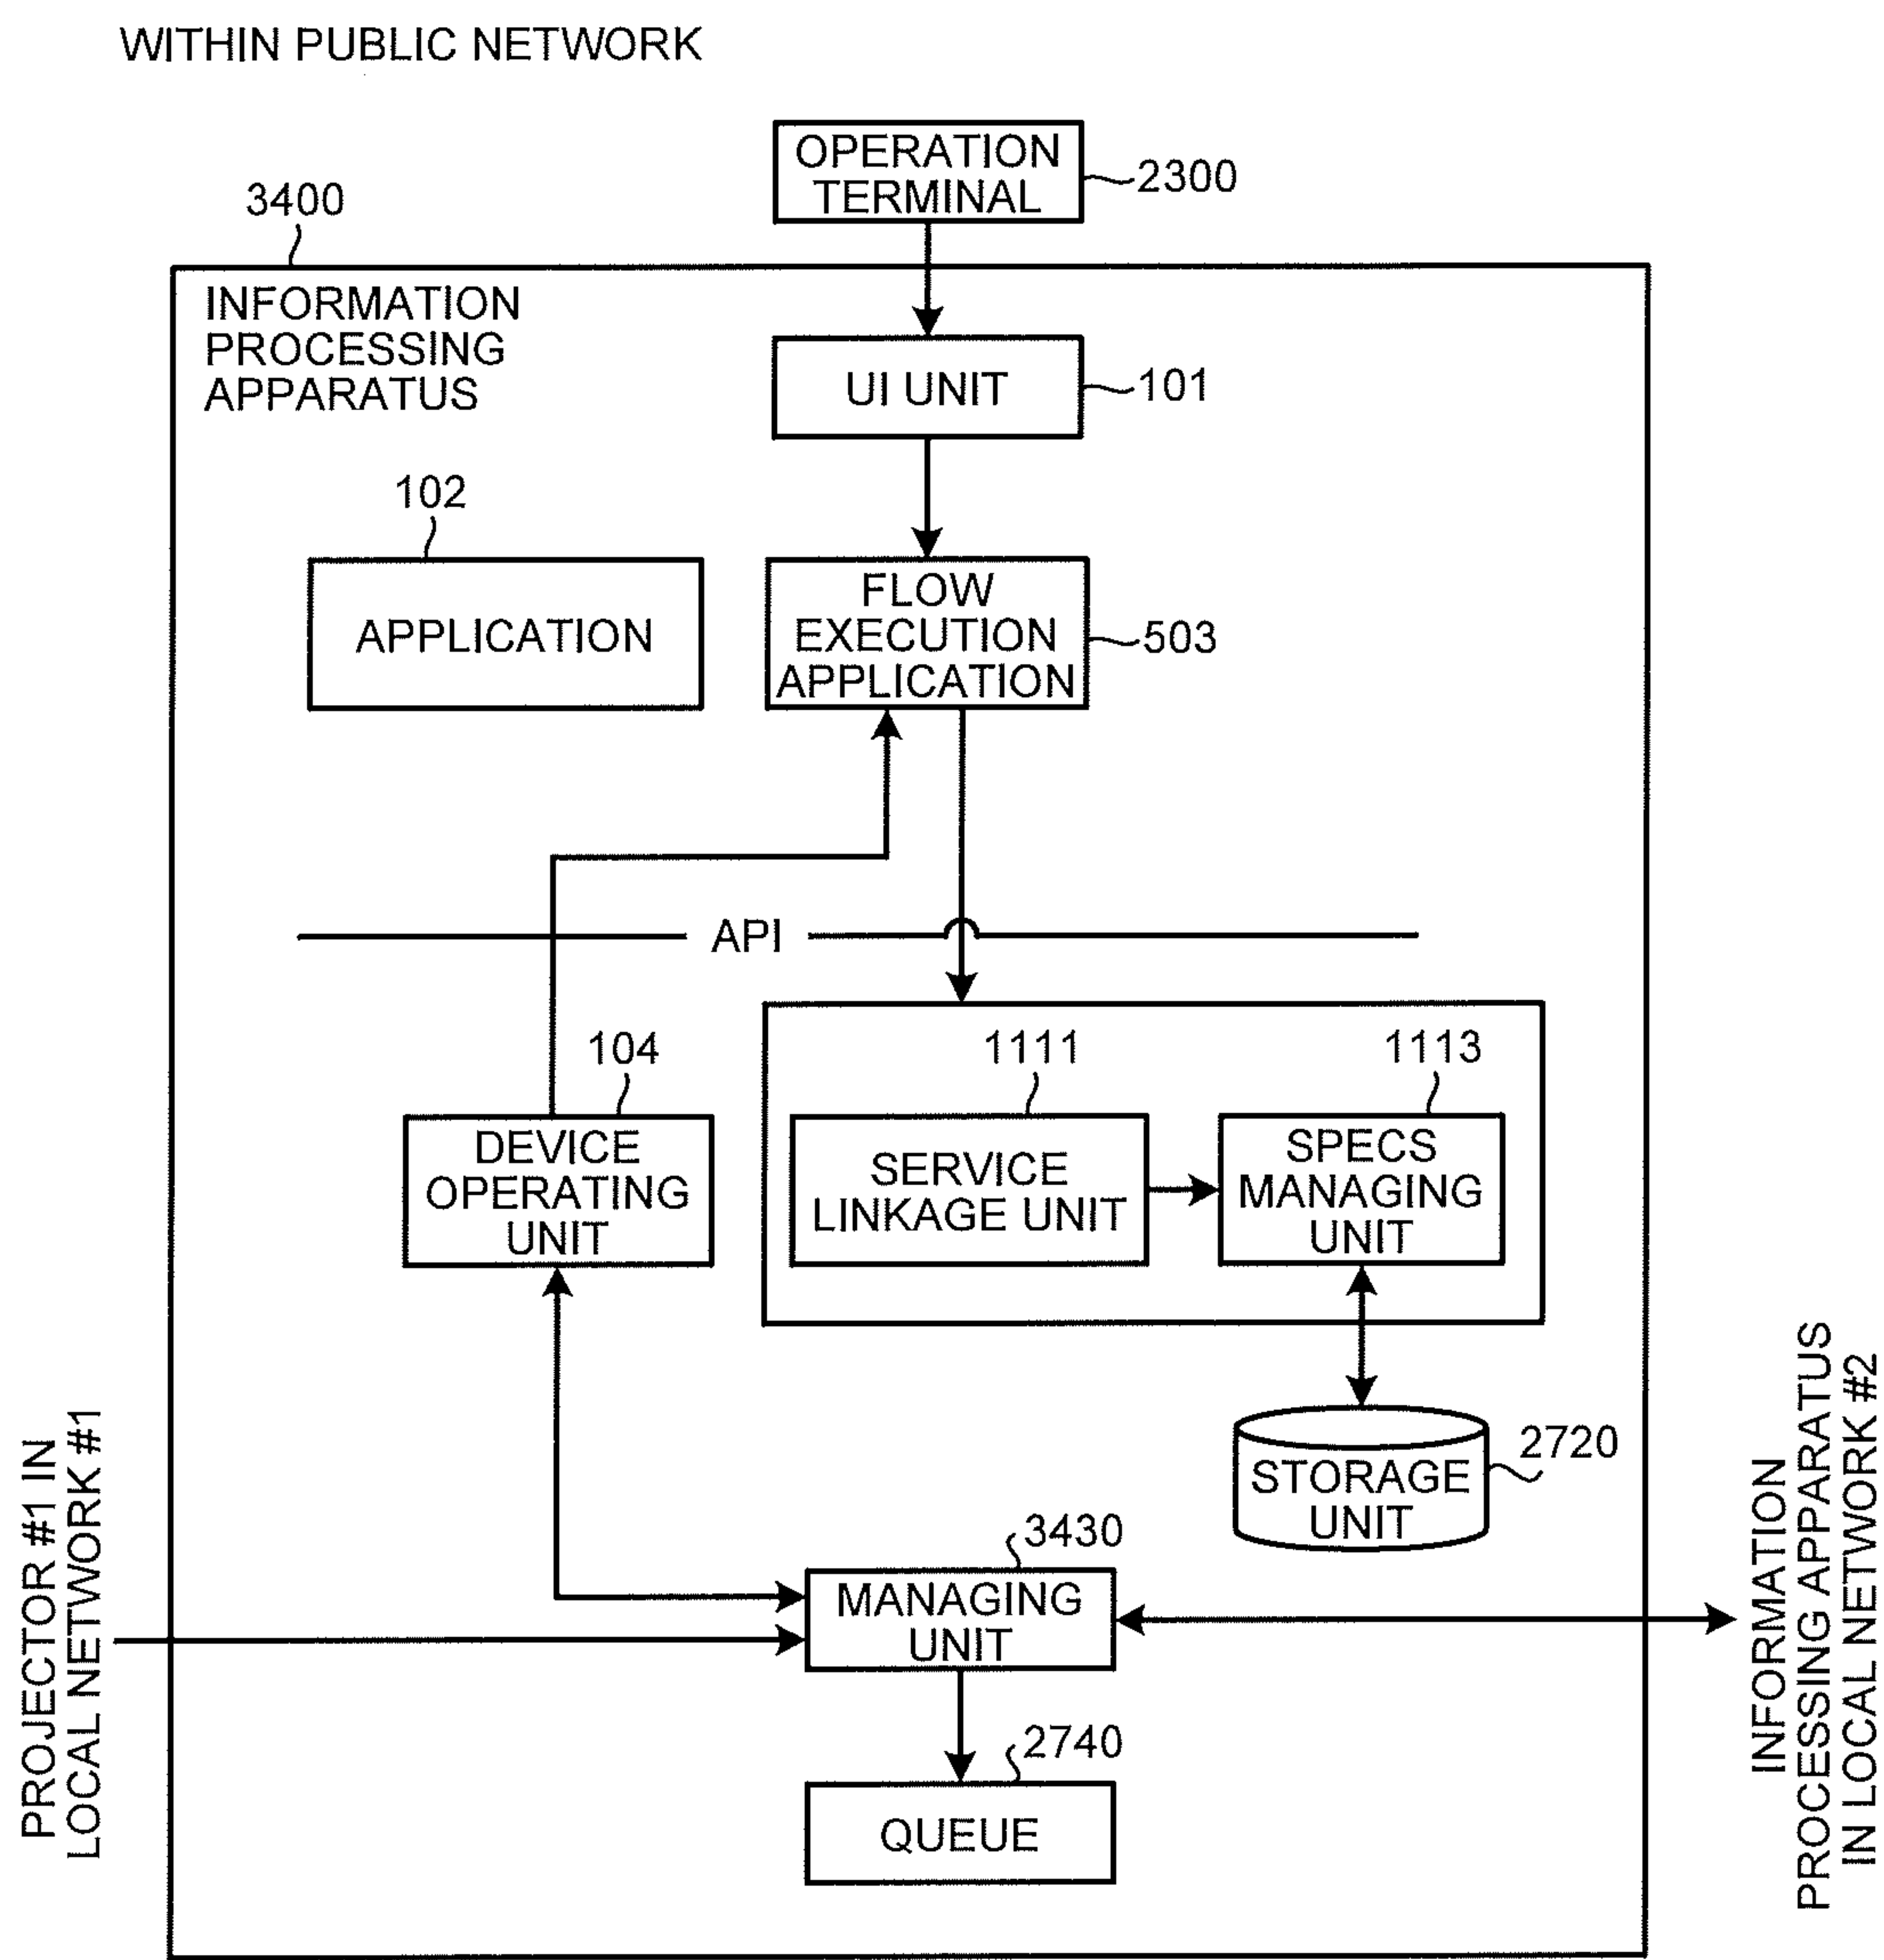 WITHIN PUBLIC NETWORK
OPERATION
TERMINAL
2300
3400
INFORMATION
PROCESSING
APPARATUS
UI UNIT
101
102
APPLICATION
FLOW
EXECUTION
APPLICATION
503
API
104
DEVICE
OPERATING
UNIT
1111
SERVICE
LINKAGE UNIT
1113
SPECS
MANAGING
UNIT
2720
STORAGE
UNIT
PROJECTOR #1 IN
LOCAL NETWORK #1
3430
MANAGING
UNIT
INFORMATION
PROCESSING APPARATUS
IN LOCAL NETWORK #2
2740
QUEUE